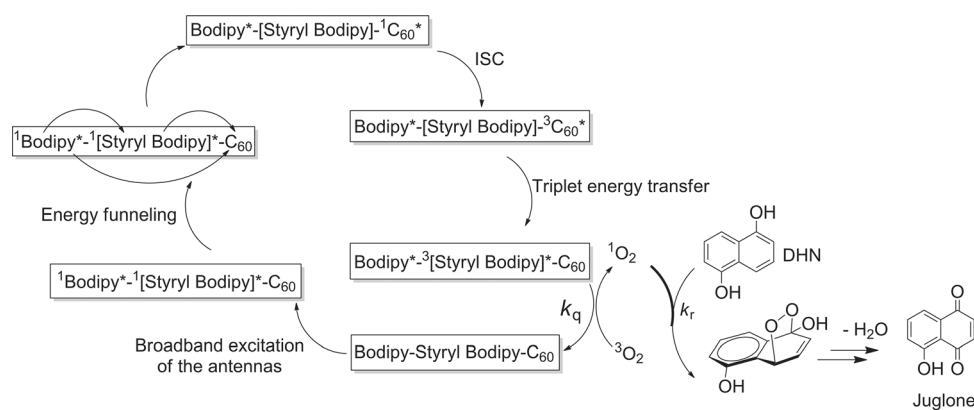 Bodipy*-[Styryl Bodipy]-¹C₆₀*
ISC
¹Bodipy*-¹[Styryl Bodipy]*-C₆₀
Bodipy*-[Styryl Bodipy]-³C₆₀*
Triplet energy transfer
Energy funneling
OH
DHN
OH
Bodipy*-³[Styryl Bodipy]*-C₆₀
¹O₂
¹Bodipy*-¹[Styryl Bodipy]*-C₆₀
kq
kr
O
O
OH
- H₂O
O
Broadband excitation
of the antennas
Bodipy-Styryl Bodipy-C₆₀
³O₂
OH
OH
O
Juglone